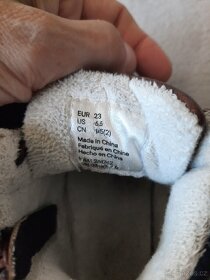 EUR 23
US 6,5
CN 145(2)
Made in China
Fabriqué en Chine
Hecho en China